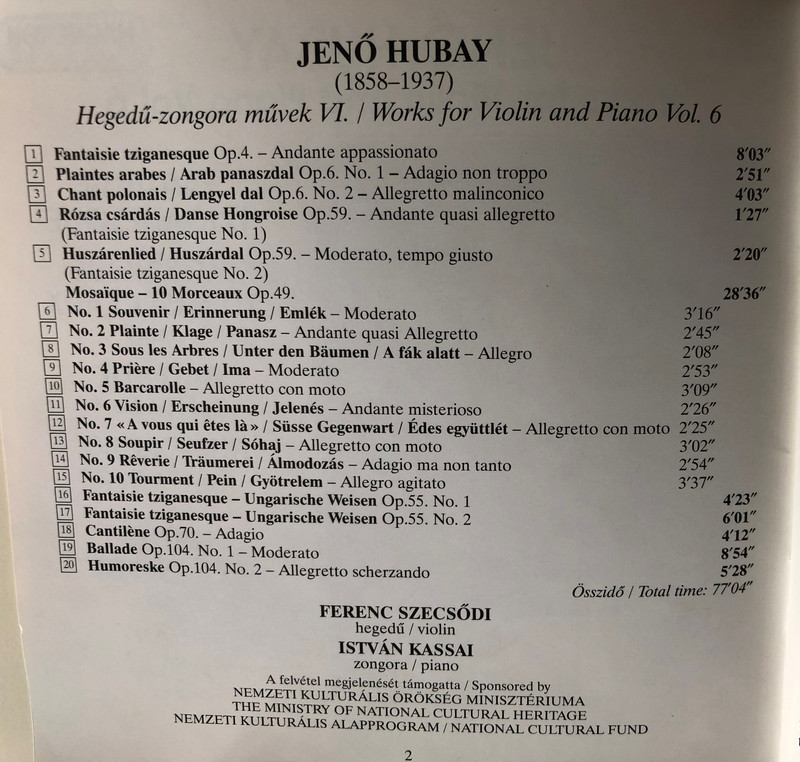 JENŐ HUBAY
(1858–1937)
Hegedű-zongora művek VI. / Works for Violin and Piano Vol. 6
1 Fantaisie tziganesque Op.4. – Andante appassionato 8′03″
2 Plaintes arabes / Arab panaszdal Op.6. No. 1 – Adagio non troppo 2′51″
3 Chant polonais / Lengyel dal Op.6. No. 2 – Allegretto malinconico 4′03″
4 Rózsa csárdás / Danse Hongroise Op.59. – Andante quasi allegretto 1′27″
(Fantaisie tziganesque No. 1)
5 Huszárenlied / Huszárdal Op.59. – Moderato, tempo giusto 2′20″
(Fantaisie tziganesque No. 2)
Mosaïque – 10 Morceaux Op.49. 28′36″
6 No. 1 Souvenir / Erinnerung / Emlék – Moderato 3′16″
7 No. 2 Plainte / Klage / Panasz – Andante quasi Allegretto 2′45″
8 No. 3 Sous les Arbres / Unter den Bäumen / A fák alatt – Allegro 2′08″
9 No. 4 Prière / Gebet / Ima – Moderato 2′53″
10 No. 5 Barcarolle – Allegretto con moto 3′09″
11 No. 6 Vision / Erscheinung / Jelenés – Andante misterioso 2′26″
12 No. 7 «A vous qui êtes là» / Süsse Gegenwart / Édes együttlét – Allegretto con moto 2′25″
13 No. 8 Soupir / Seufzer / Sóhaj – Allegretto con moto 3′02″
14 No. 9 Rêverie / Träumerei / Álmodozás – Adagio ma non tanto 2′54″
15 No. 10 Tourment / Pein / Gyötrelem – Allegro agitato 3′37″
16 Fantaisie tziganesque – Ungarische Weisen Op.55. No. 1 4′23″
17 Fantaisie tziganesque – Ungarische Weisen Op.55. No. 2 6′01″
18 Cantilène Op.70. – Adagio 4′12″
19 Ballade Op.104. No. 1 – Moderato 8′54″
20 Humoreske Op.104. No. 2 – Allegretto scherzando 5′28″
Összidő / Total time: 77′04″
FERENC SZECSŐDI
hegedű / violin
ISTVÁN KASSAI
zongora / piano
A felvétel megjelenését támogatta / Sponsored by
NEMZETI KULTURÁLIS ÖRÖKSÉG MINISZTÉRIUMA
THE MINISTRY OF NATIONAL CULTURAL HERITAGE
NEMZETI KULTURÁLIS ALAPPROGRAM / NATIONAL CULTURAL FUND
2